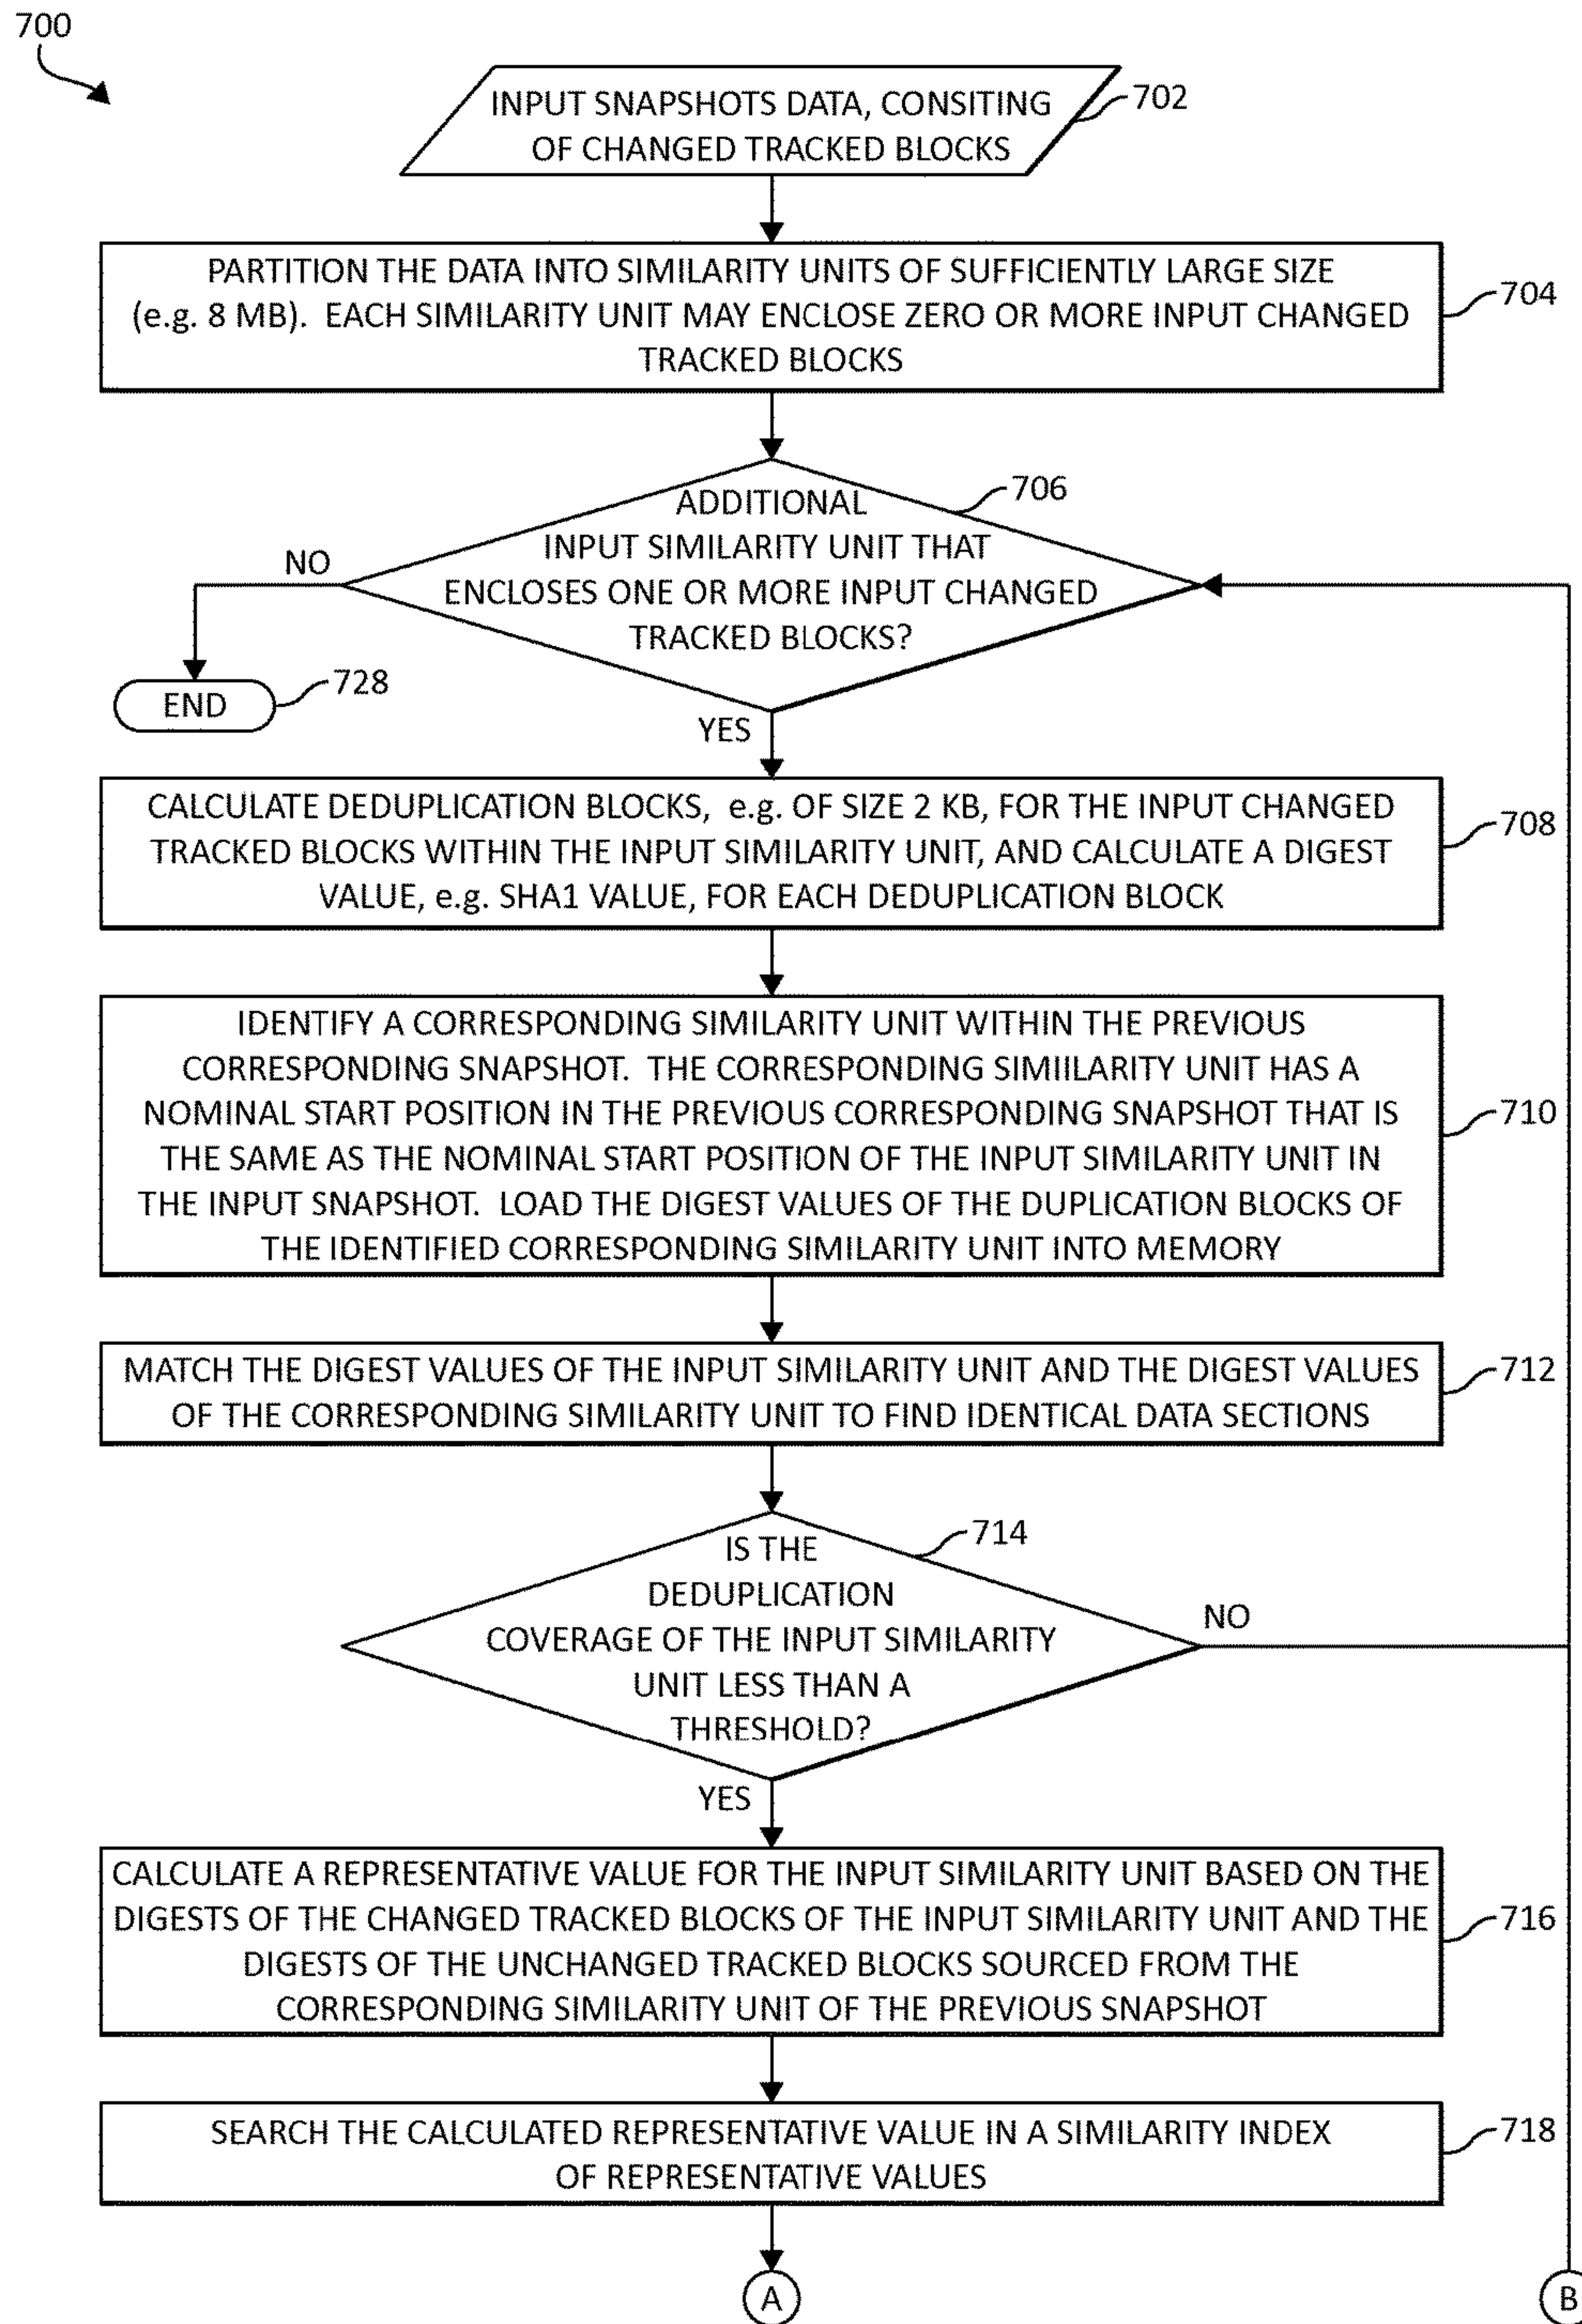 700
INPUT SNAPSHOTS DATA, CONSITING
OF CHANGED TRACKED BLOCKS
702
PARTITION THE DATA INTO SIMILARITY UNITS OF SUFFICIENTLY LARGE SIZE
(e.g. 8 MB). EACH SIMILARITY UNIT MAY ENCLOSE ZERO OR MORE INPUT CHANGED
TRACKED BLOCKS
704
ADDITIONAL
INPUT SIMILARITY UNIT THAT
ENCLOSES ONE OR MORE INPUT CHANGED
TRACKED BLOCKS?
706
NO
END
728
YES
CALCULATE DEDUPLICATION BLOCKS, e.g. OF SIZE 2 KB, FOR THE INPUT CHANGED
TRACKED BLOCKS WITHIN THE INPUT SIMILARITY UNIT, AND CALCULATE A DIGEST
VALUE, e.g. SHA1 VALUE, FOR EACH DEDUPLICATION BLOCK
708
IDENTIFY A CORRESPONDING SIMILARITY UNIT WITHIN THE PREVIOUS
CORRESPONDING SNAPSHOT. THE CORRESPONDING SIMIILARITY UNIT HAS A
NOMINAL START POSITION IN THE PREVIOUS CORRESPONDING SNAPSHOT THAT IS
THE SAME AS THE NOMINAL START POSITION OF THE INPUT SIMILARITY UNIT IN
THE INPUT SNAPSHOT. LOAD THE DIGEST VALUES OF THE DUPLICATION BLOCKS OF
THE IDENTIFIED CORRESPONDING SIMILARITY UNIT INTO MEMORY
710
MATCH THE DIGEST VALUES OF THE INPUT SIMILARITY UNIT AND THE DIGEST VALUES
OF THE CORRESPONDING SIMILARITY UNIT TO FIND IDENTICAL DATA SECTIONS
712
IS THE
DEDUPLICATION
COVERAGE OF THE INPUT SIMILARITY
UNIT LESS THAN A
THRESHOLD?
714
NO
YES
CALCULATE A REPRESENTATIVE VALUE FOR THE INPUT SIMILARITY UNIT BASED ON THE
DIGESTS OF THE CHANGED TRACKED BLOCKS OF THE INPUT SIMILARITY UNIT AND THE
DIGESTS OF THE UNCHANGED TRACKED BLOCKS SOURCED FROM THE
CORRESPONDING SIMILARITY UNIT OF THE PREVIOUS SNAPSHOT
716
SEARCH THE CALCULATED REPRESENTATIVE VALUE IN A SIMILARITY INDEX
OF REPRESENTATIVE VALUES
718
A
B